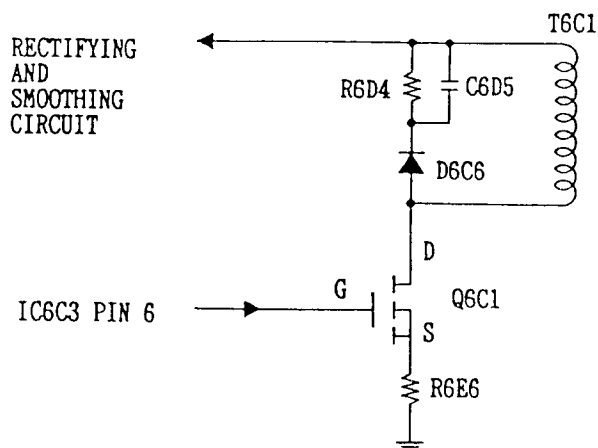 T6C1
RECTIFYING
AND
SMOOTHING
CIRCUIT
R6D4
C6D5
D6C6
D
G
Q6C1
IC6C3 PIN 6
S
R6E6